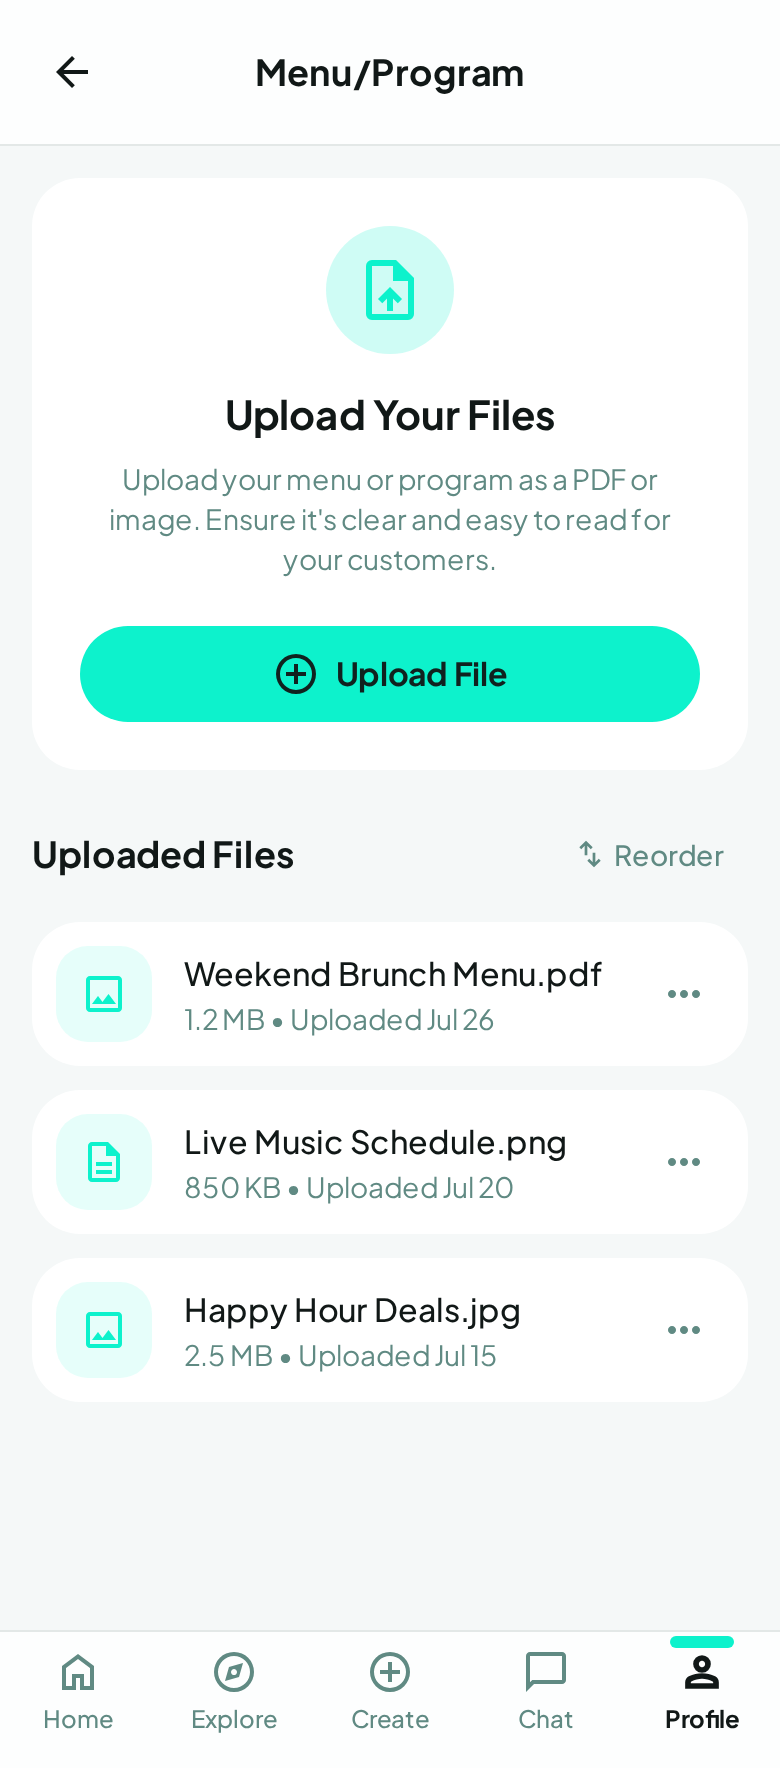 Menu/Program
Upload Your Files
Upload your menu or program as a PDF or
image. Ensure it's clear and easy to read for
your customers.
Upload File
Uploaded Files
Reorder
Weekend Brunch Menu.pdf
1.2 MB • Uploaded Jul 26
Live Music Schedule.png
850 KB • Uploaded Jul 20
Happy Hour Deals.jpg
2.5 MB • Uploaded Jul 15
Home
Explore
Create
Chat
Profile